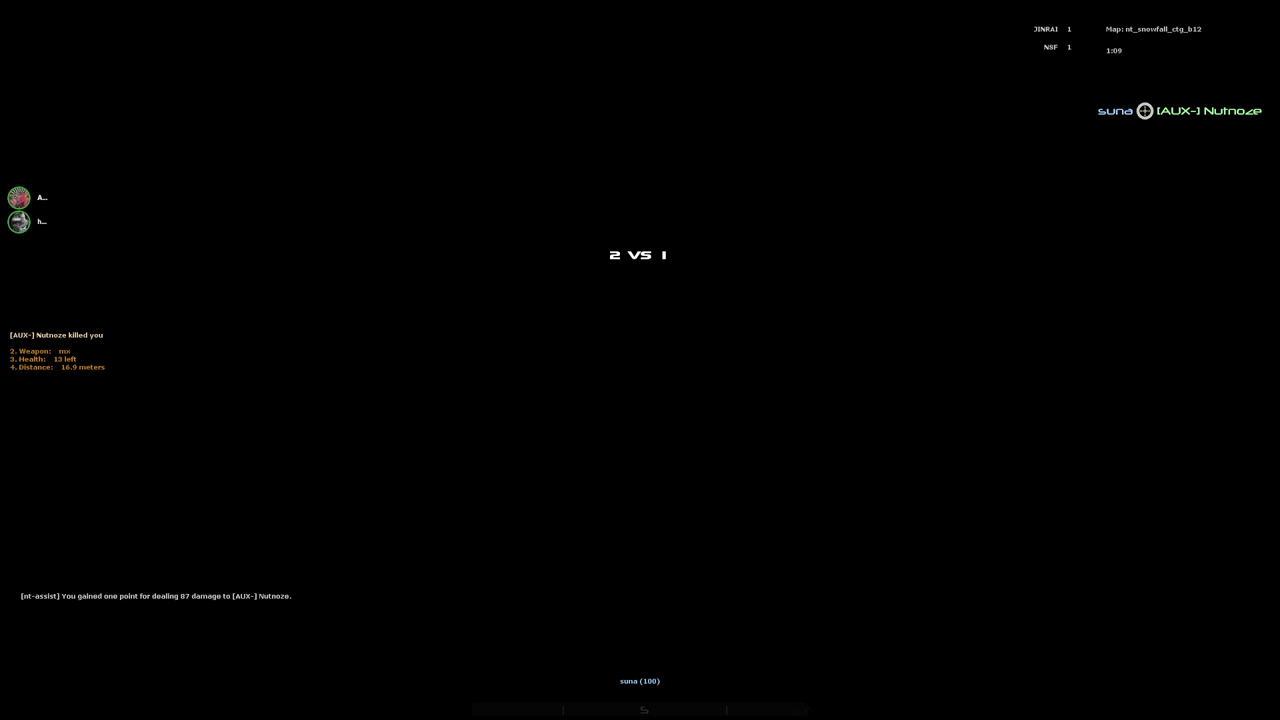 JINRAI 1 Map: nt_snowfall_ctg_b12
NSF 1 1:09
suna [AUX-] Nutnoze
A...
h...
2 VS 1
[AUX-] Nutnoze killed you
2. Weapon: mx
3. Health: 13 left
4. Distance: 16.9 meters
[nt-assist] You gained one point for dealing 87 damage to [AUX-] Nutnoze.
suna (100)
S